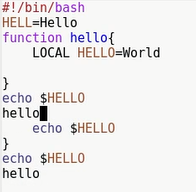 #!/bin/bash
HELL=Hello
function hello{
    LOCAL HELLO=World

}
echo $HELLO
hello
    echo $HELLO
}
echo $HELLO
hello